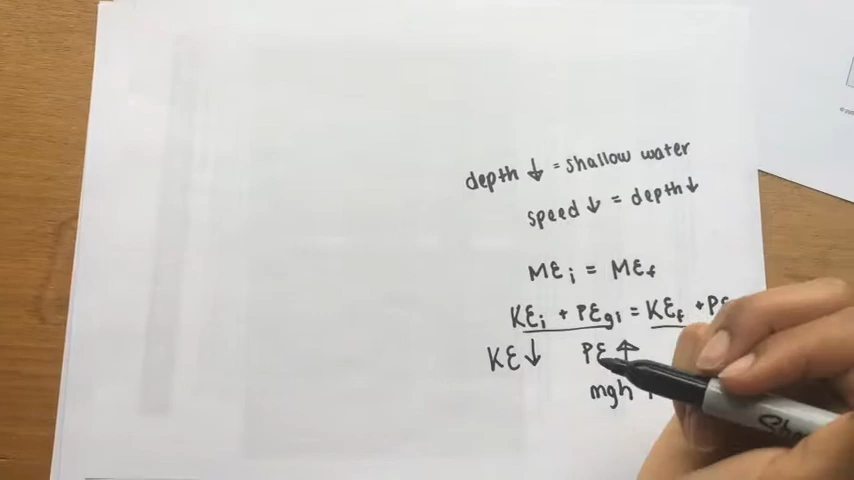 depth ↓ = shallow water
speed ↓ = depth ↓
MEi = MEf
KEi + PEgi = KEf + PE
KE ↓ PE ↑
mgh